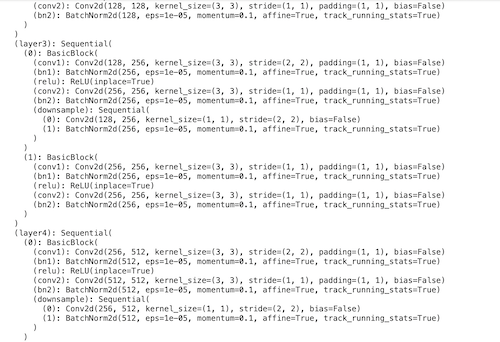 (conv2): Conv2d(128, 128, kernel_size=(3, 3), stride=(1, 1), padding=(1, 1), bias=False)
(bn2): BatchNorm2d(128, eps=1e-05, momentum=0.1, affine=True, track_running_stats=True)
)
)
(layer3): Sequential(
(0): BasicBlock(
(conv1): Conv2d(128, 256, kernel_size=(3, 3), stride=(2, 2), padding=(1, 1), bias=False)
(bn1): BatchNorm2d(256, eps=1e-05, momentum=0.1, affine=True, track_running_stats=True)
(relu): ReLU(inplace=True)
(conv2): Conv2d(256, 256, kernel_size=(3, 3), stride=(1, 1), padding=(1, 1), bias=False)
(bn2): BatchNorm2d(256, eps=1e-05, momentum=0.1, affine=True, track_running_stats=True)
(downsample): Sequential(
(0): Conv2d(128, 256, kernel_size=(1, 1), stride=(2, 2), bias=False)
(1): BatchNorm2d(256, eps=1e-05, momentum=0.1, affine=True, track_running_stats=True)
)
)
(1): BasicBlock(
(conv1): Conv2d(256, 256, kernel_size=(3, 3), stride=(1, 1), padding=(1, 1), bias=False)
(bn1): BatchNorm2d(256, eps=1e-05, momentum=0.1, affine=True, track_running_stats=True)
(relu): ReLU(inplace=True)
(conv2): Conv2d(256, 256, kernel_size=(3, 3), stride=(1, 1), padding=(1, 1), bias=False)
(bn2): BatchNorm2d(256, eps=1e-05, momentum=0.1, affine=True, track_running_stats=True)
)
)
(layer4): Sequential(
(0): BasicBlock(
(conv1): Conv2d(256, 512, kernel_size=(3, 3), stride=(2, 2), padding=(1, 1), bias=False)
(bn1): BatchNorm2d(512, eps=1e-05, momentum=0.1, affine=True, track_running_stats=True)
(relu): ReLU(inplace=True)
(conv2): Conv2d(512, 512, kernel_size=(3, 3), stride=(1, 1), padding=(1, 1), bias=False)
(bn2): BatchNorm2d(512, eps=1e-05, momentum=0.1, affine=True, track_running_stats=True)
(downsample): Sequential(
(0): Conv2d(256, 512, kernel_size=(1, 1), stride=(2, 2), bias=False)
(1): BatchNorm2d(512, eps=1e-05, momentum=0.1, affine=True, track_running_stats=True)
)
)